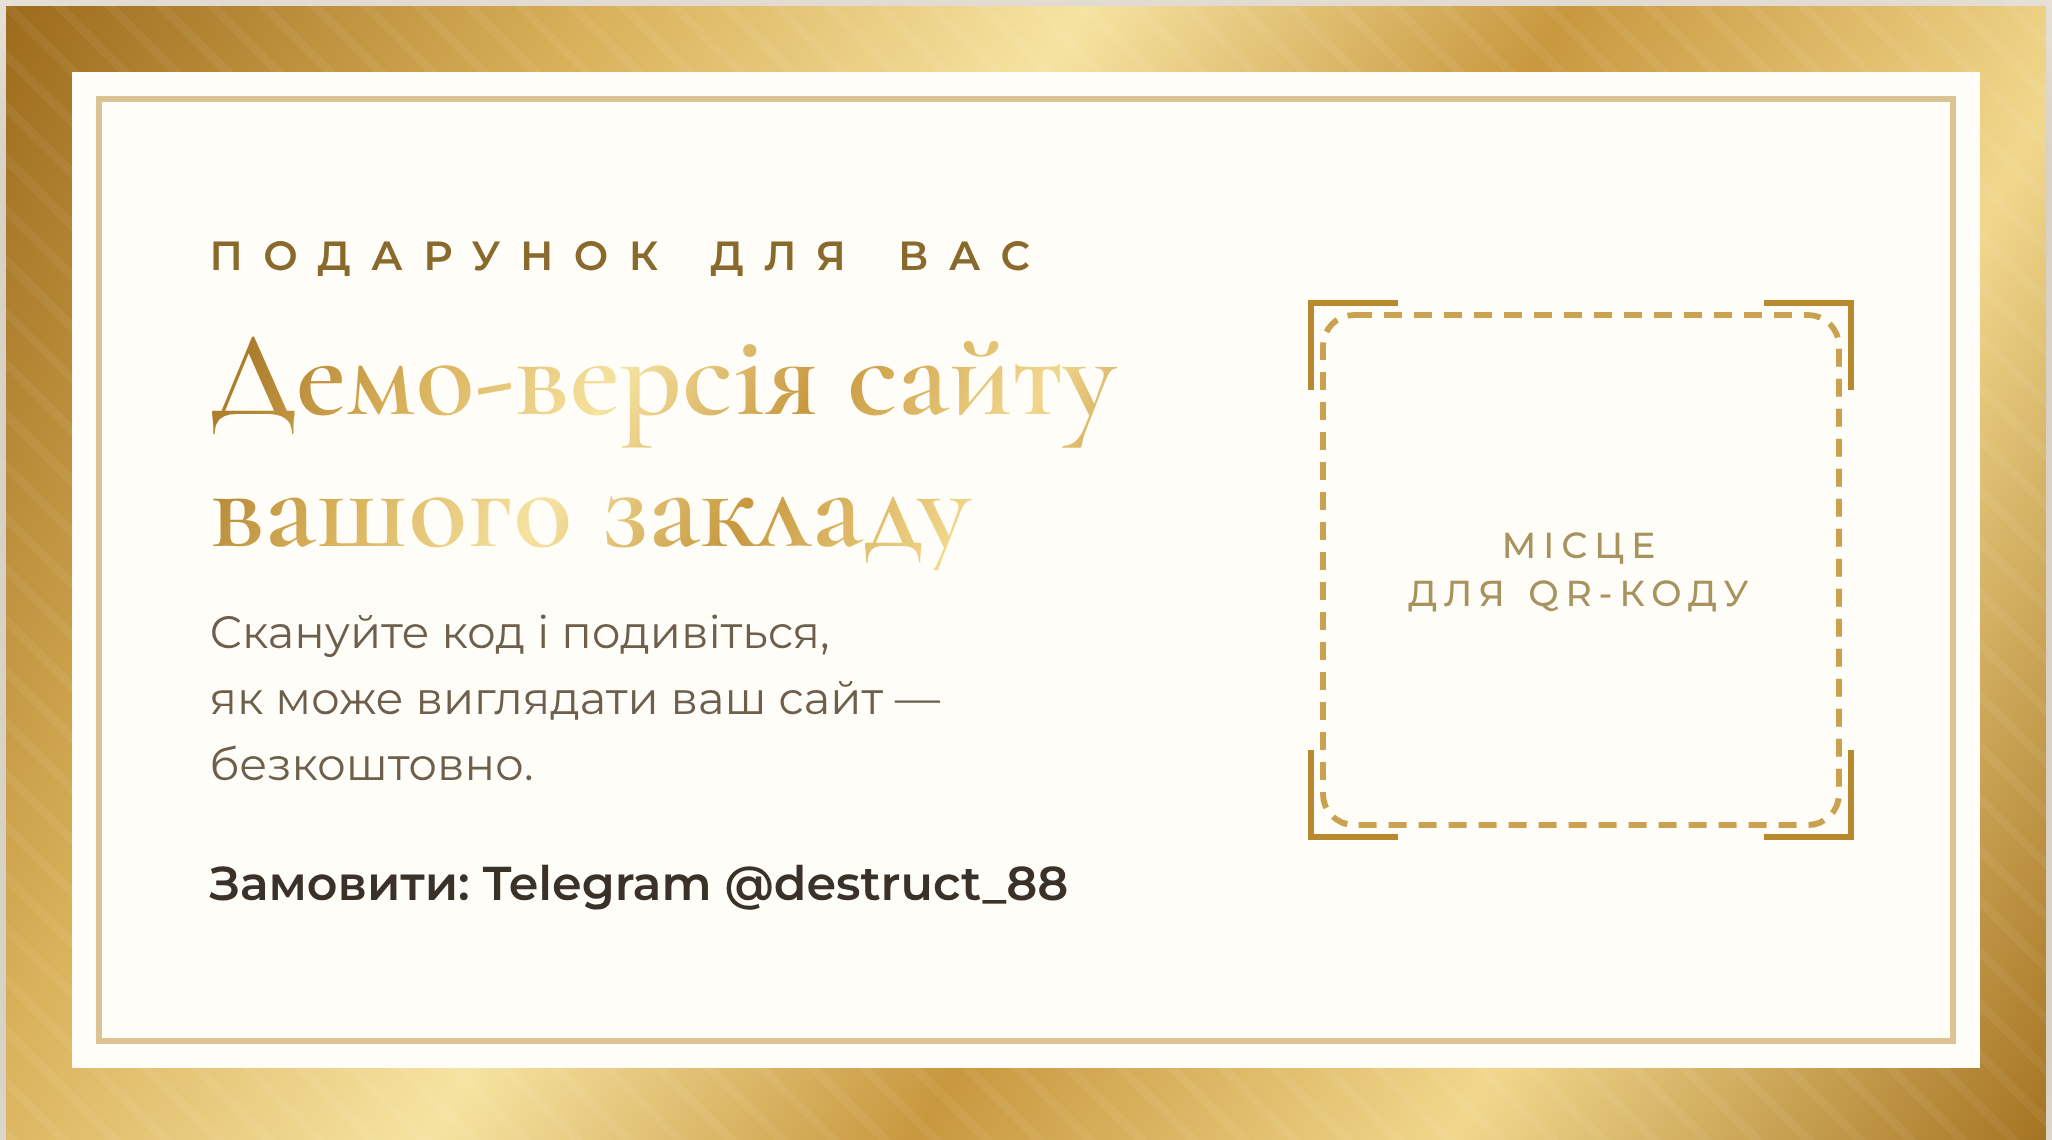 ПОДАРУНОК ДЛЯ ВАС
Демо-версія сайту
вашого закладу
Скануйте код і подивіться,
як може виглядати ваш сайт —
безкоштовно.
Замовити: Telegram @destruct_88
МІСЦЕ
ДЛЯ QR-КОДУ